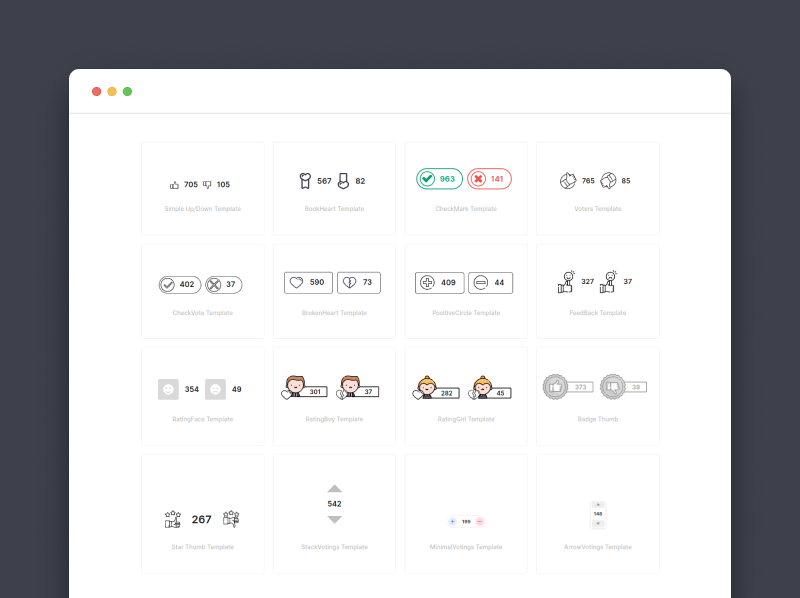 705 105
Simple Up/Down Template
567 82
BookHeart Template
963 141
CheckMark Template
765 85
Voters Template
402 37
CheckVote Template
590 73
BrokenHeart Template
409 44
PositiveCircle Template
327 37
FeedBack Template
354 49
RatingFace Template
301 37
RatingBoy Template
282 45
RatingGirl Template
373 39
Badge Thumb
267
Star Thumb Template
542
StackVotings Template
199
MinimalVotings Template
148
ArrowVotings Template